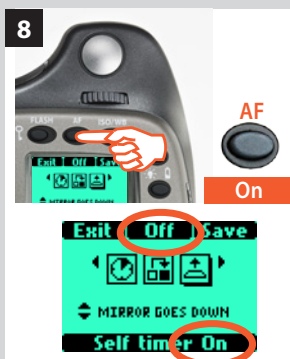 8
FLASH AF ISO/WB
Exit Off Sav
MIRROR GOES DOWN
AF
On
Exit Off Save
MIRROR GOES DOWN
Self timer On